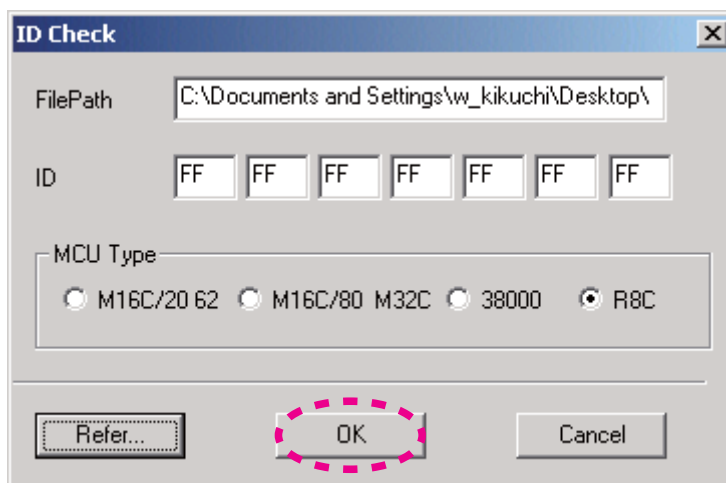 ID Check
FilePath C:\Documents and Settings\w_kikuchi\Desktop\
ID FF FF FF FF FF FF FF
MCU Type
M16C/20 62 M16C/80 M32C 38000 R8C
Refer... OK Cancel